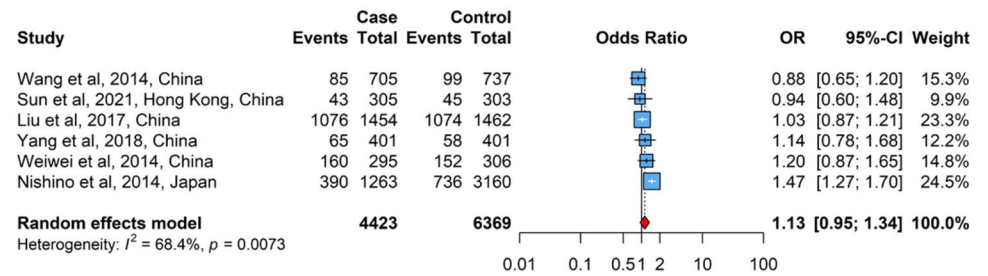 Case Control
Study Events Total Events Total Odds Ratio OR 95%-CI Weight
Wang et al, 2014, China 85 705 99 737 0.88 [0.65; 1.20] 15.3%
Sun et al, 2021, Hong Kong, China 43 305 45 303 0.94 [0.60; 1.48] 9.9%
Liu et al, 2017, China 1076 1454 1074 1462 1.03 [0.87; 1.21] 23.3%
Yang et al, 2018, China 65 401 58 401 1.14 [0.78; 1.68] 12.2%
Weiwei et al, 2014, China 160 295 152 306 1.20 [0.87; 1.65] 14.8%
Nishino et al, 2014, Japan 390 1263 736 3160 1.47 [1.27; 1.70] 24.5%
Random effects model 4423 6369 1.13 [0.95; 1.34] 100.0%
Heterogeneity: I² = 68.4%, p = 0.0073
0.01 0.1 0.5 1 2 10 100